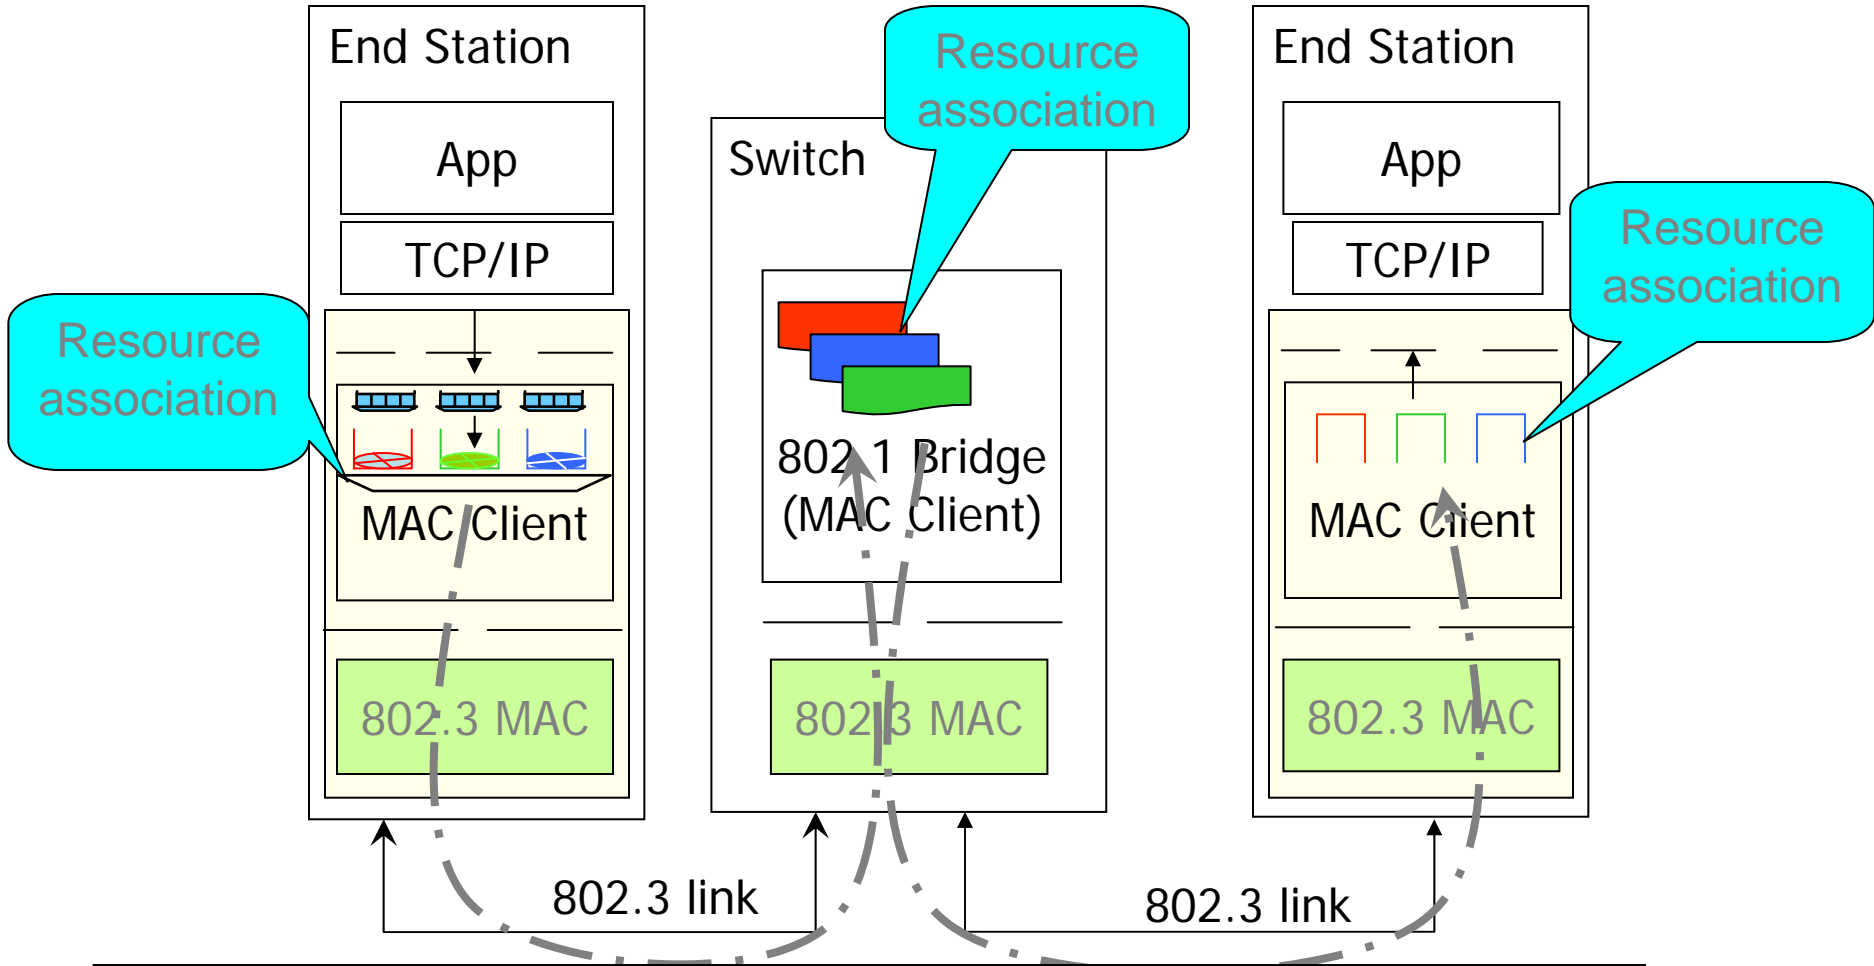 End Station
App
TCP/IP
Resource
association
MAC Client
802.3 MAC
Switch
Resource
association
802.1 Bridge
(MAC Client)
802.3 MAC
End Station
App
TCP/IP
Resource
association
MAC Client
802.3 MAC
802.3 link
802.3 link